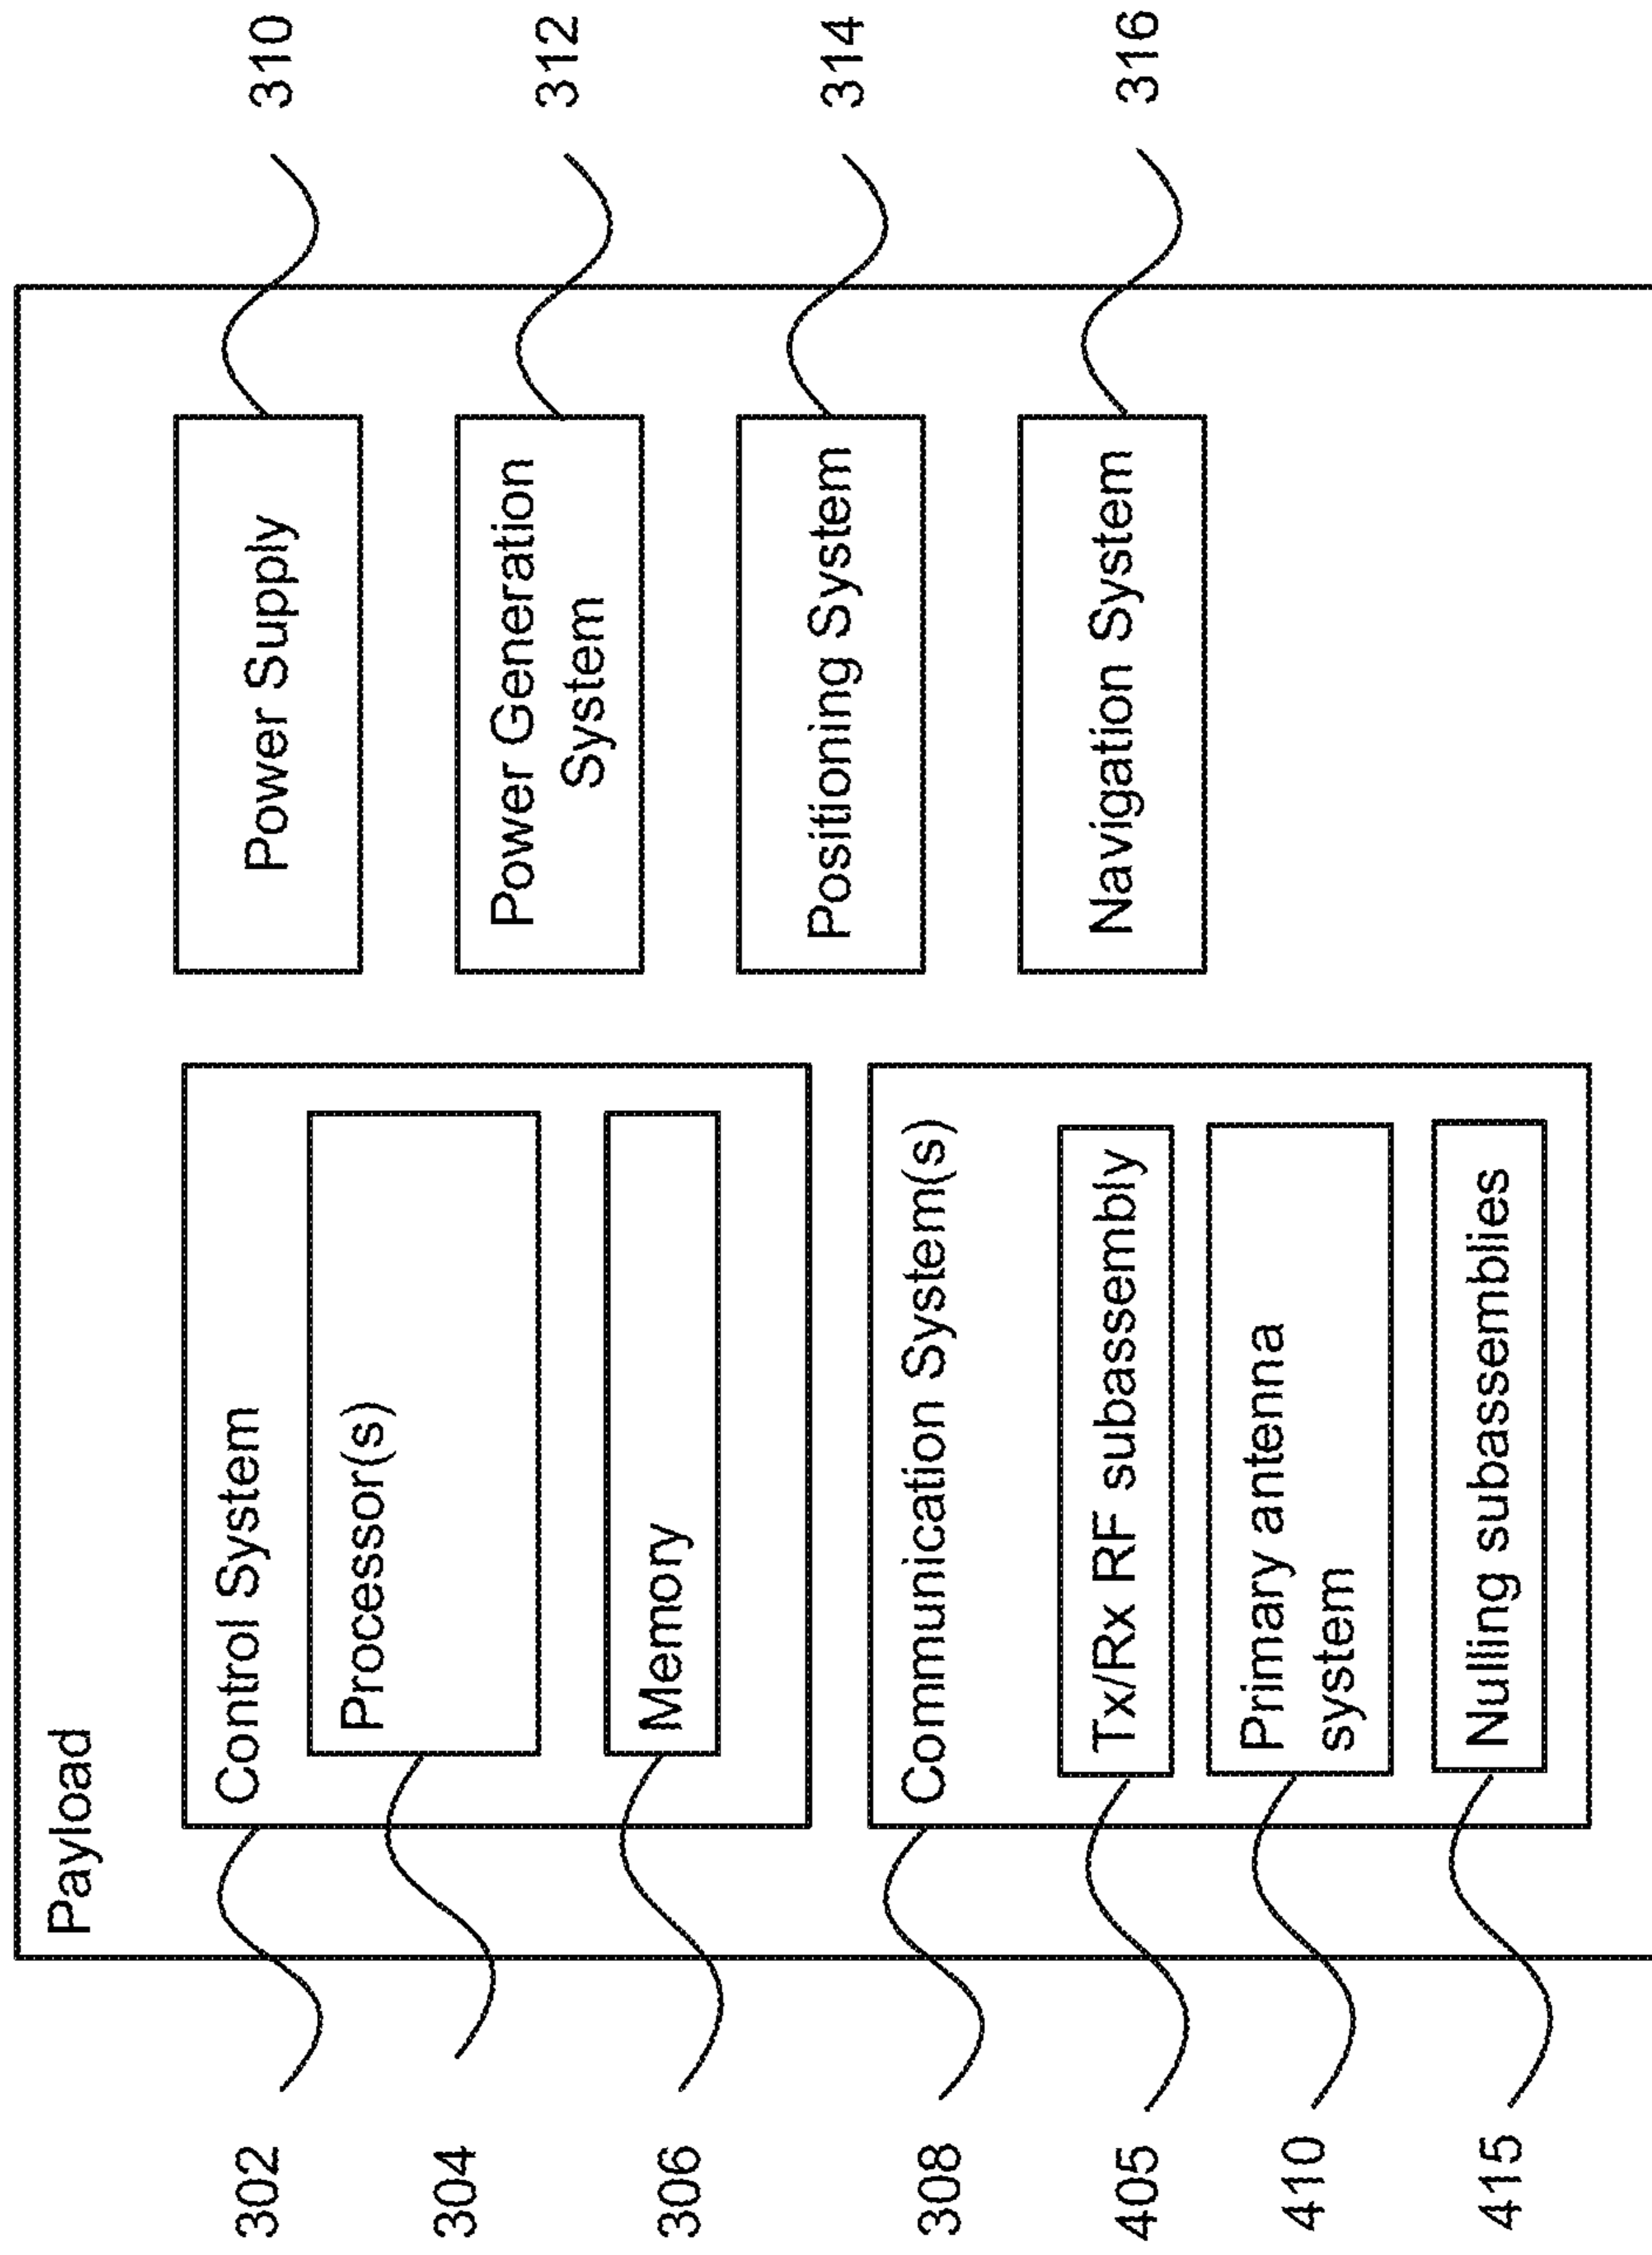 Payload
302
Control System
304
Processor(s)
306
Memory
308
Communication System(s)
405
Tx/Rx RF subassembly
410
Primary antenna
system
415
Nulling subassemblies
Power Supply
310
Power Generation
System
312
Positioning System
314
Navigation System
316